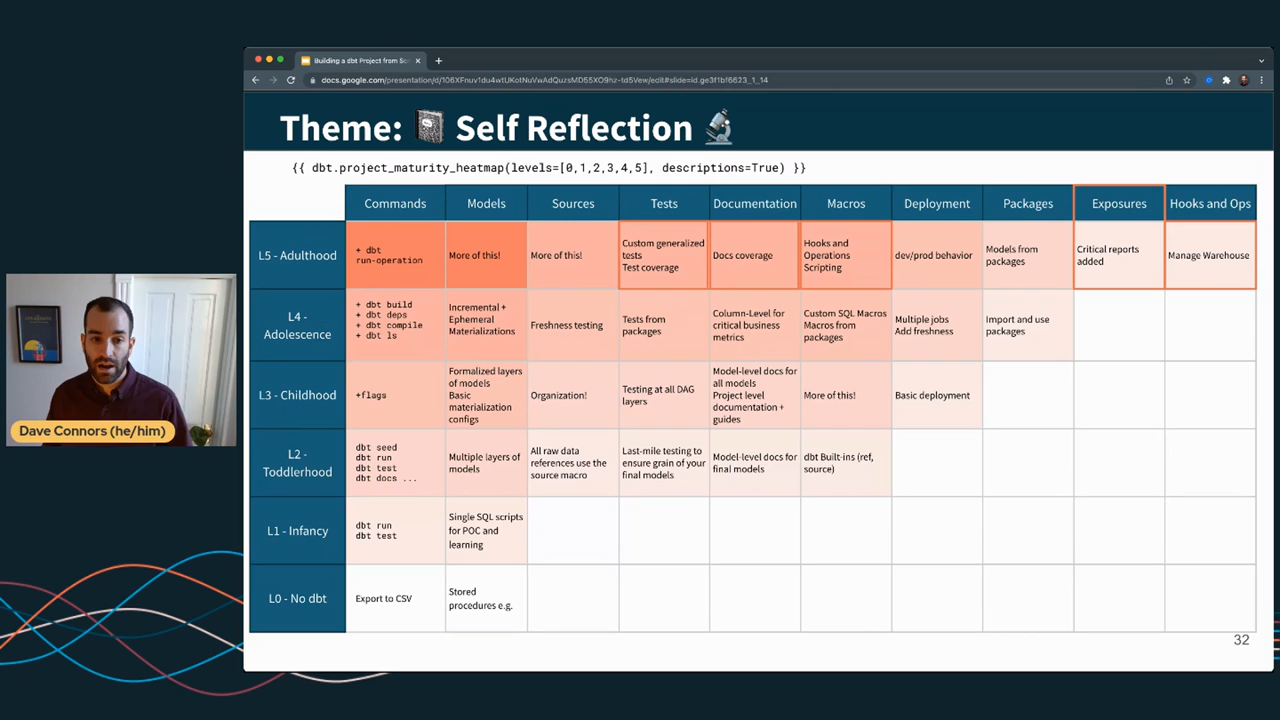 Building a dbt Project from Scr
docs.google.com/presentation/d/106XFnuv1du4wtUKotNuVwAdQuzsMD55XO9hz-td5Vew/edit#slide=id.ge3f1bf6623_1_14
Theme: Self Reflection
{{ dbt.project_maturity_heatmap(levels=[0,1,2,3,4,5], descriptions=True) }}
Commands
Models
Sources
Tests
Documentation
Macros
Deployment
Packages
Exposures
Hooks and Ops
L5 - Adulthood
+ dbt
run-operation
More of this!
More of this!
Custom generalized
tests
Test coverage
Docs coverage
Hooks and
Operations
Scripting
dev/prod behavior
Models from
packages
Critical reports
added
Manage Warehouse
L4 -
Adolescence
+ dbt build
+ dbt deps
+ dbt compile
+ dbt ls
Incremental +
Ephemeral
Materializations
Freshness testing
Tests from
packages
Column-Level for
critical business
metrics
Custom SQL Macros
Macros from
packages
Multiple jobs
Add freshness
Import and use
packages
L3 - Childhood
+flags
Formalized layers
of models
Basic
materialization
configs
Organization!
Testing at all DAG
layers
Model-level docs for
all models
Project level
documentation +
guides
More of this!
Basic deployment
L2 -
Toddlerhood
dbt seed
dbt run
dbt test
dbt docs ...
Multiple layers of
models
All raw data
references use the
source macro
Last-mile testing to
ensure grain of your
final models
Model-level docs for
final models
dbt Built-ins (ref,
source)
L1 - Infancy
dbt run
dbt test
Single SQL scripts
for POC and
learning
L0 - No dbt
Export to CSV
Stored
procedures e.g.
32
Dave Connors (he/him)